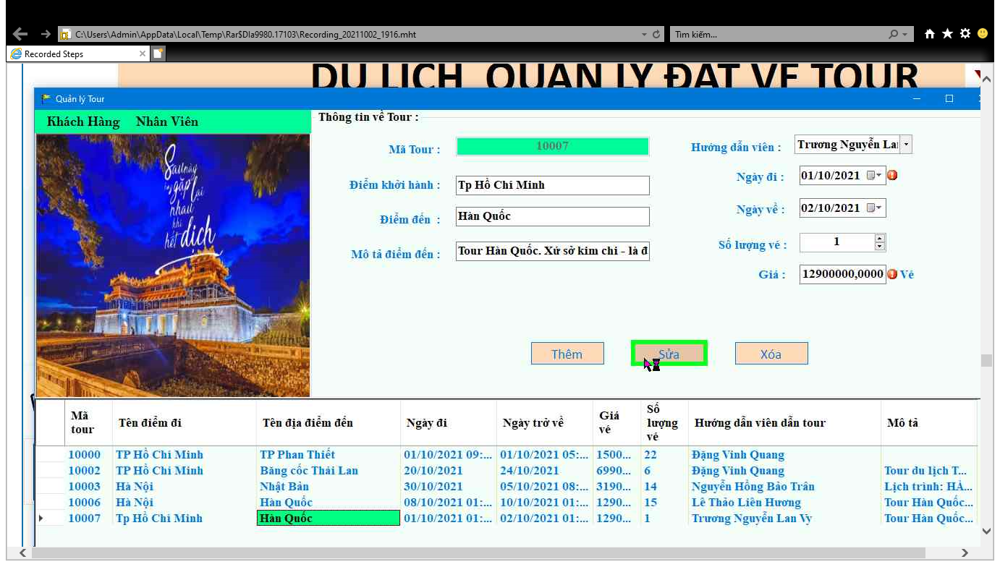 C:\Users\Admin\AppData\Local\Temp\Rar$DIa9980.17103\Recording_20211002_1916.mht
Tìm kiếm...
Recorded Steps
DU LỊCH QUẢN LÝ ĐẶT VÉ TOUR
Quản lý Tour
Khách Hàng Nhân Viên
Thông tin về Tour :
Sau này
hãy gặp lại
nhau
khi
hết dịch
Mã Tour : 10007
Hướng dẫn viên : Trương Nguyễn Lan
Điểm khởi hành : Tp Hồ Chí Minh
Ngày đi : 01/10/2021
Điểm đến : Hàn Quốc
Ngày về : 02/10/2021
Mô tả điểm đến : Tour Hàn Quốc. Xứ sở kim chi - là đ
Số lượng vé : 1
Giá : 12900000,0000 Vé
Thêm Sửa Xóa
Mã tour Tên điểm đi Tên địa điểm đến Ngày đi Ngày trở về Giá vé Số lượng vé Hướng dẫn viên dẫn tour Mô tả
10000 TP Hồ Chí Minh TP Phan Thiết 01/10/2021 09:... 01/10/2021 05:... 1500... 22 Đặng Vinh Quang
10002 TP Hồ Chí Minh Băng cốc Thái Lan 20/10/2021 24/10/2021 6990... 6 Đặng Vinh Quang Tour du lịch T...
10003 Hà Nội Nhật Bản 30/10/2021 05/10/2021 08:... 3190... 14 Nguyễn Hồng Bảo Trân Lịch trình: HÀ...
10006 Hà Nội Hàn Quốc 08/10/2021 01:... 10/10/2021 01:... 1290... 15 Lê Thảo Liên Hương Tour Hàn Quốc...
10007 Tp Hồ Chí Minh Hàn Quốc 01/10/2021 01:... 02/10/2021 01:... 1290... 1 Trương Nguyễn Lan Vy Tour Hàn Quốc...